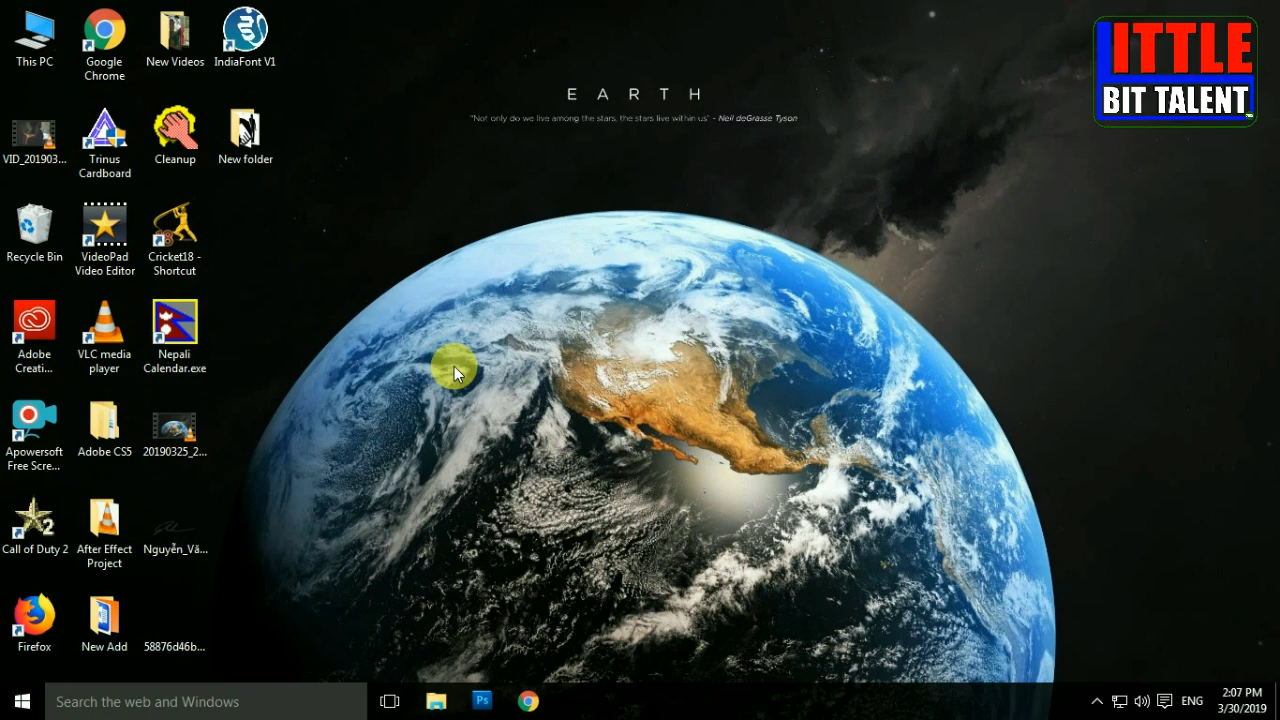 This PC
Google
Chrome
New Videos
IndiaFont V1
VID_201903...
Trinus
Cardboard
Cleanup
New folder
Recycle Bin
VideoPad
Video Editor
Cricket18 -
Shortcut
Adobe
Creati...
VLC media
player
Nepali
Calendar.exe
Apowersoft
Free Scre...
Adobe CS5
20190325_2...
Call of Duty 2
After Effect
Project
Nguyễn_Vă...
Firefox
New Add
58876d46b...
E A R T H
"Not only do we live among the stars, the stars live within us" - Neil deGrasse Tyson
LITTLE
BIT TALENT
Search the web and Windows
Ps
ENG
2:07 PM
3/30/2019